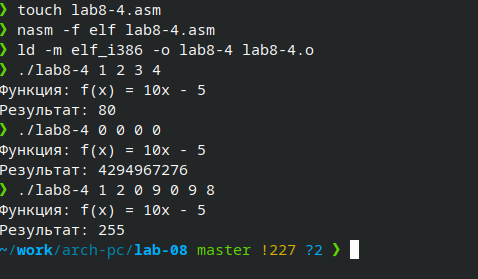 ❯ touch lab8-4.asm
❯ nasm -f elf lab8-4.asm
❯ ld -m elf_i386 -o lab8-4 lab8-4.o
❯ ./lab8-4 1 2 3 4
Функция: f(x) = 10x - 5
Результат: 80
❯ ./lab8-4 0 0 0 0
Функция: f(x) = 10x - 5
Результат: 4294967276
❯ ./lab8-4 1 2 0 9 0 9 8
Функция: f(x) = 10x - 5
Результат: 255
~/work/arch-pc/lab-08 master !227 ?2 ❯